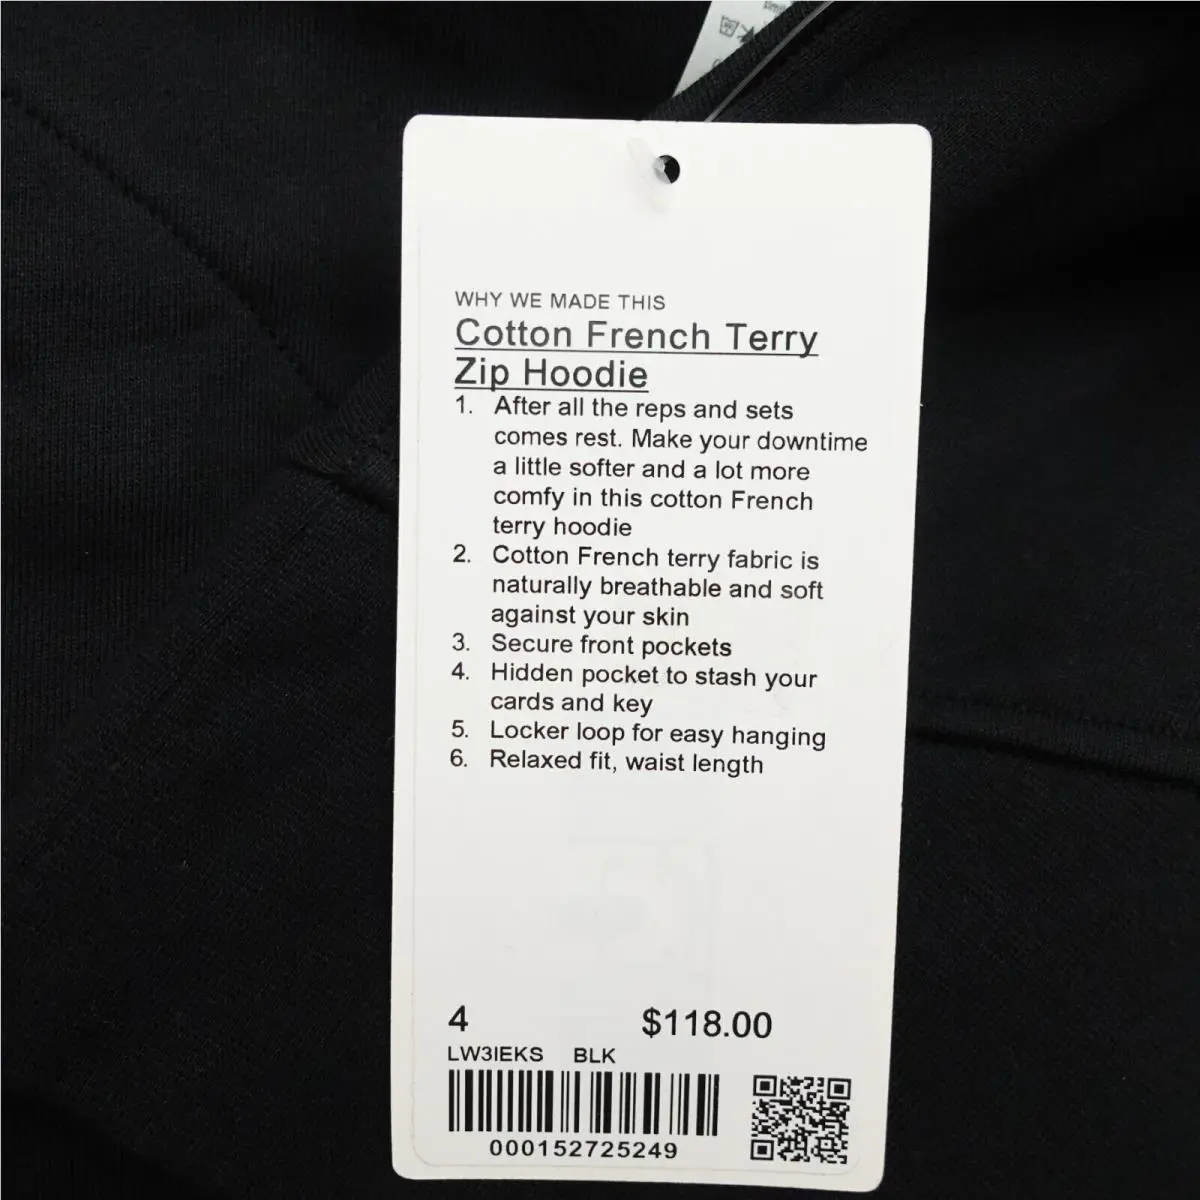 WHY WE MADE THIS
Cotton French Terry
Zip Hoodie
1. After all the reps and sets
comes rest. Make your downtime
a little softer and a lot more
comfy in this cotton French
terry hoodie
2. Cotton French terry fabric is
naturally breathable and soft
against your skin
3. Secure front pockets
4. Hidden pocket to stash your
cards and key
5. Locker loop for easy hanging
6. Relaxed fit, waist length
4 $118.00
LW3IEKS BLK
000152725249